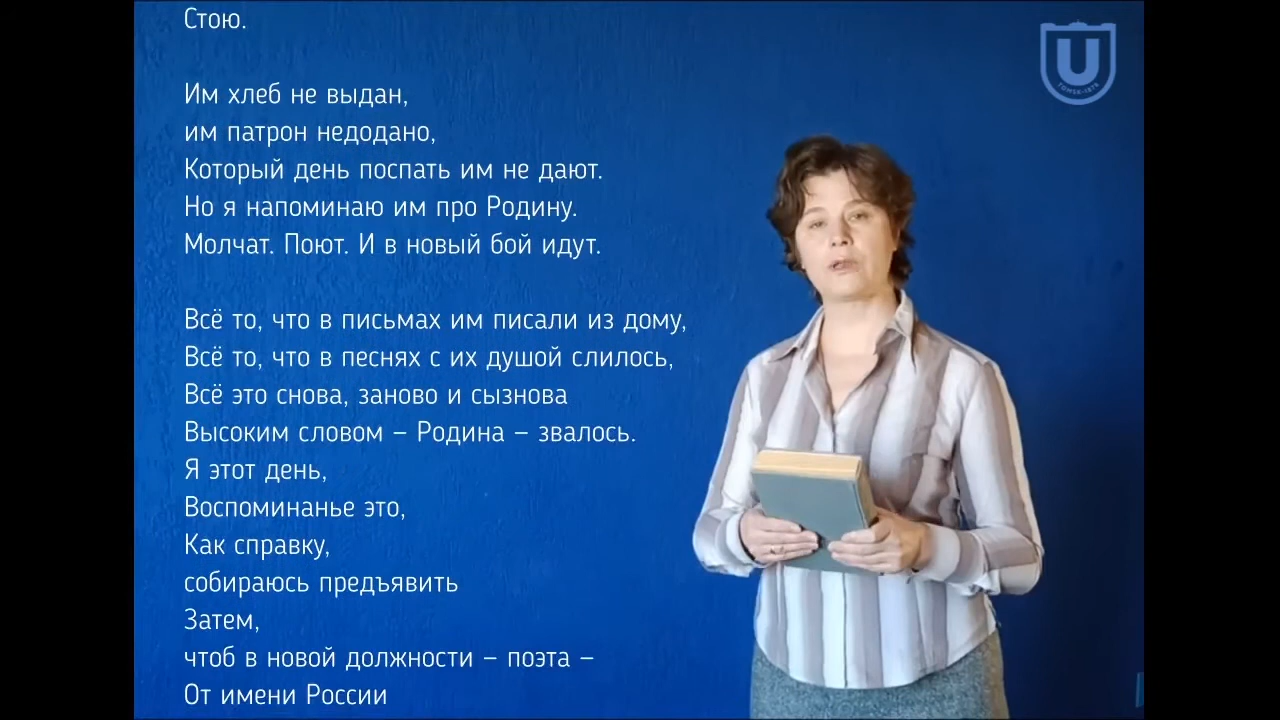 Стою.
Им хлеб не выдан,
им патрон недодано,
Который день поспать им не дают.
Но я напоминаю им про Родину.
Молчат. Поют. И в новый бой идут.
Всё то, что в письмах им писали из дому,
Всё то, что в песнях с их душой слилось,
Всё это снова, заново и сызнова
Высоким словом – Родина – звалось.
Я этот день,
Воспоминанье это,
Как справку,
собираюсь предъявить
Затем,
чтоб в новой должности – поэта –
От имени России
U
ТОМСК·1878